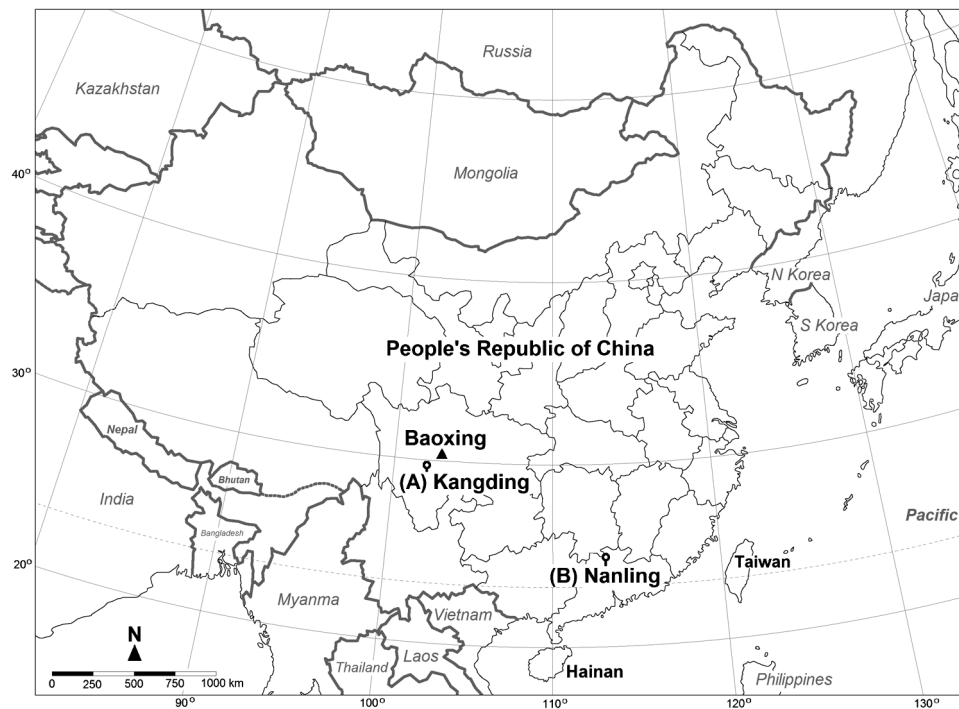 Russia
Kazakhstan
Mongolia
40°
N Korea
Japa
S Korea
People's Republic of China
30°
Nepal
Baoxing
Bhutan
(A) Kangding
India
Pacific
Bangladesh
Taiwan
20°
(B) Nanling
Myanma
Vietnam
N
Laos
Thailand
Hainan
Philippines
0 250 500 750 1000 km
90° 100° 110° 120° 130°